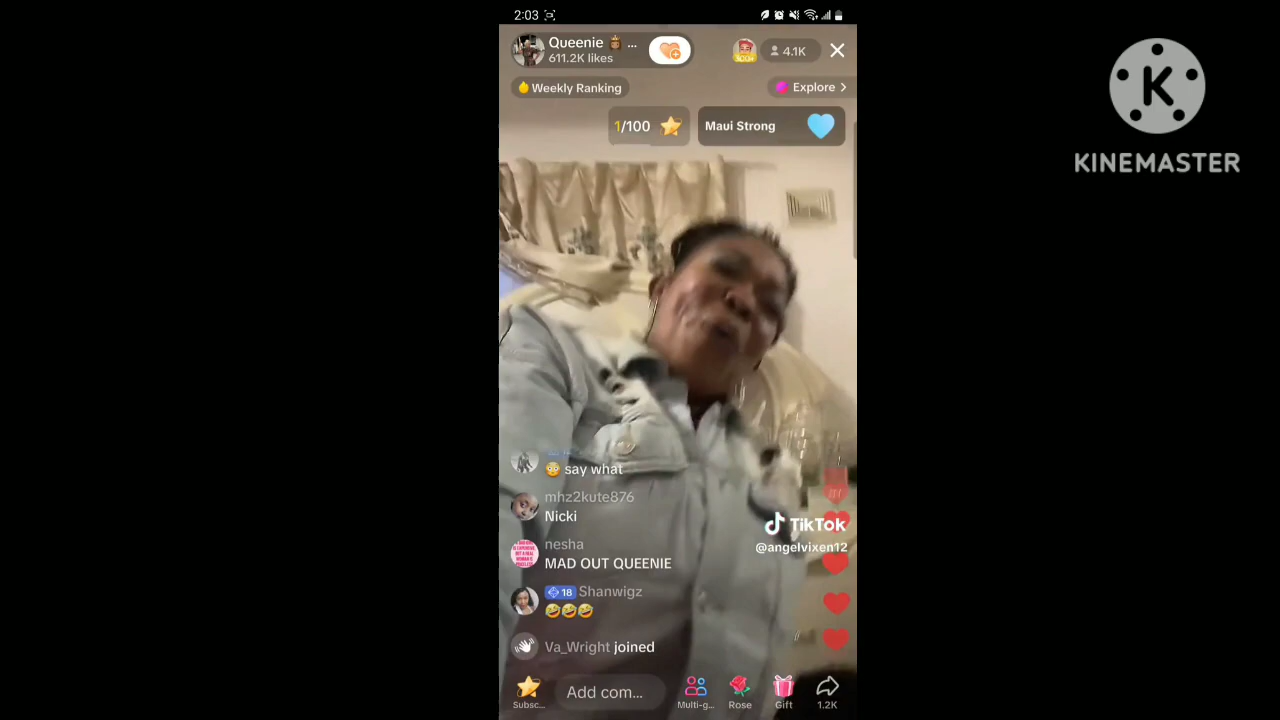 2:03
Queenie 👸🏽 ...
611.2K likes
4.1K
Weekly Ranking
Explore >
1/100
Maui Strong
KINEMASTER
😳 say what
mhz2kute876
Nicki
nesha
MAD OUT QUEENIE
18 Shanwigz
🤣🤣🤣
Va_Wright joined
TikTok
@angelvixen12
Add com...
Subsc...
Multi-g...
Rose
Gift
1.2K